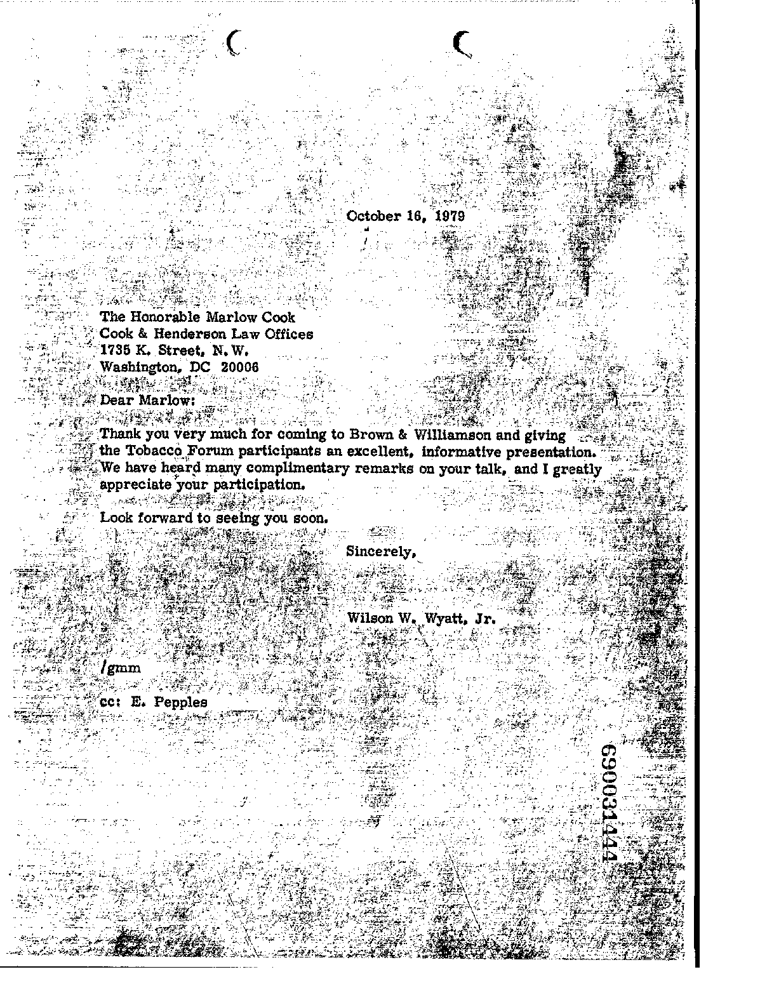 October 16, 1979
The Honorable Marlow Cook
Cook & Henderson Law Offices
1735 K. Street, N.W.
Washington, DC 20006
Dear Marlow:
Thank you very much for coming to Brown & Williamson and giving
the Tobacco Forum participants an excellent, informative presentation.
We have heard many complimentary remarks on your talk, and I greatly
appreciate your participation.
Look forward to seeing you soon.
Sincerely,
Wilson W. Wyatt, Jr.
/gmm
cc: E. Pepples
690031444